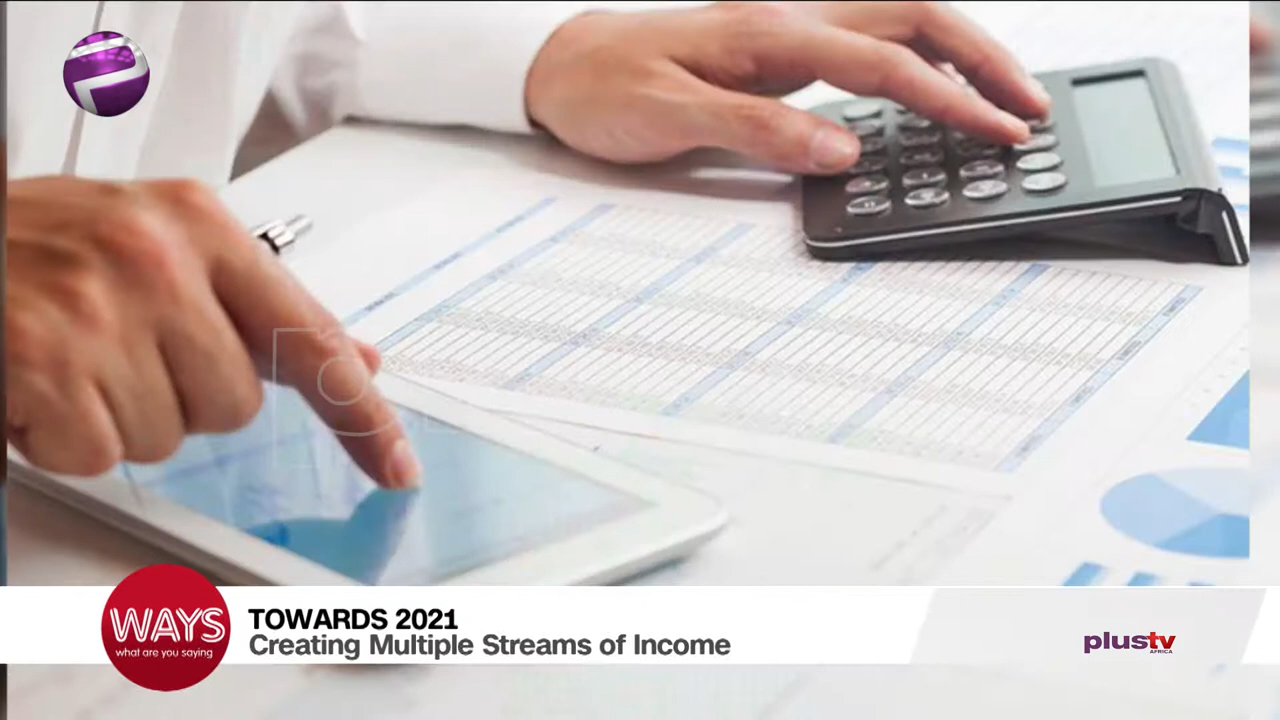 WAYS
what are you saying
TOWARDS 2021
Creating Multiple Streams of Income
plustv
AFRICA